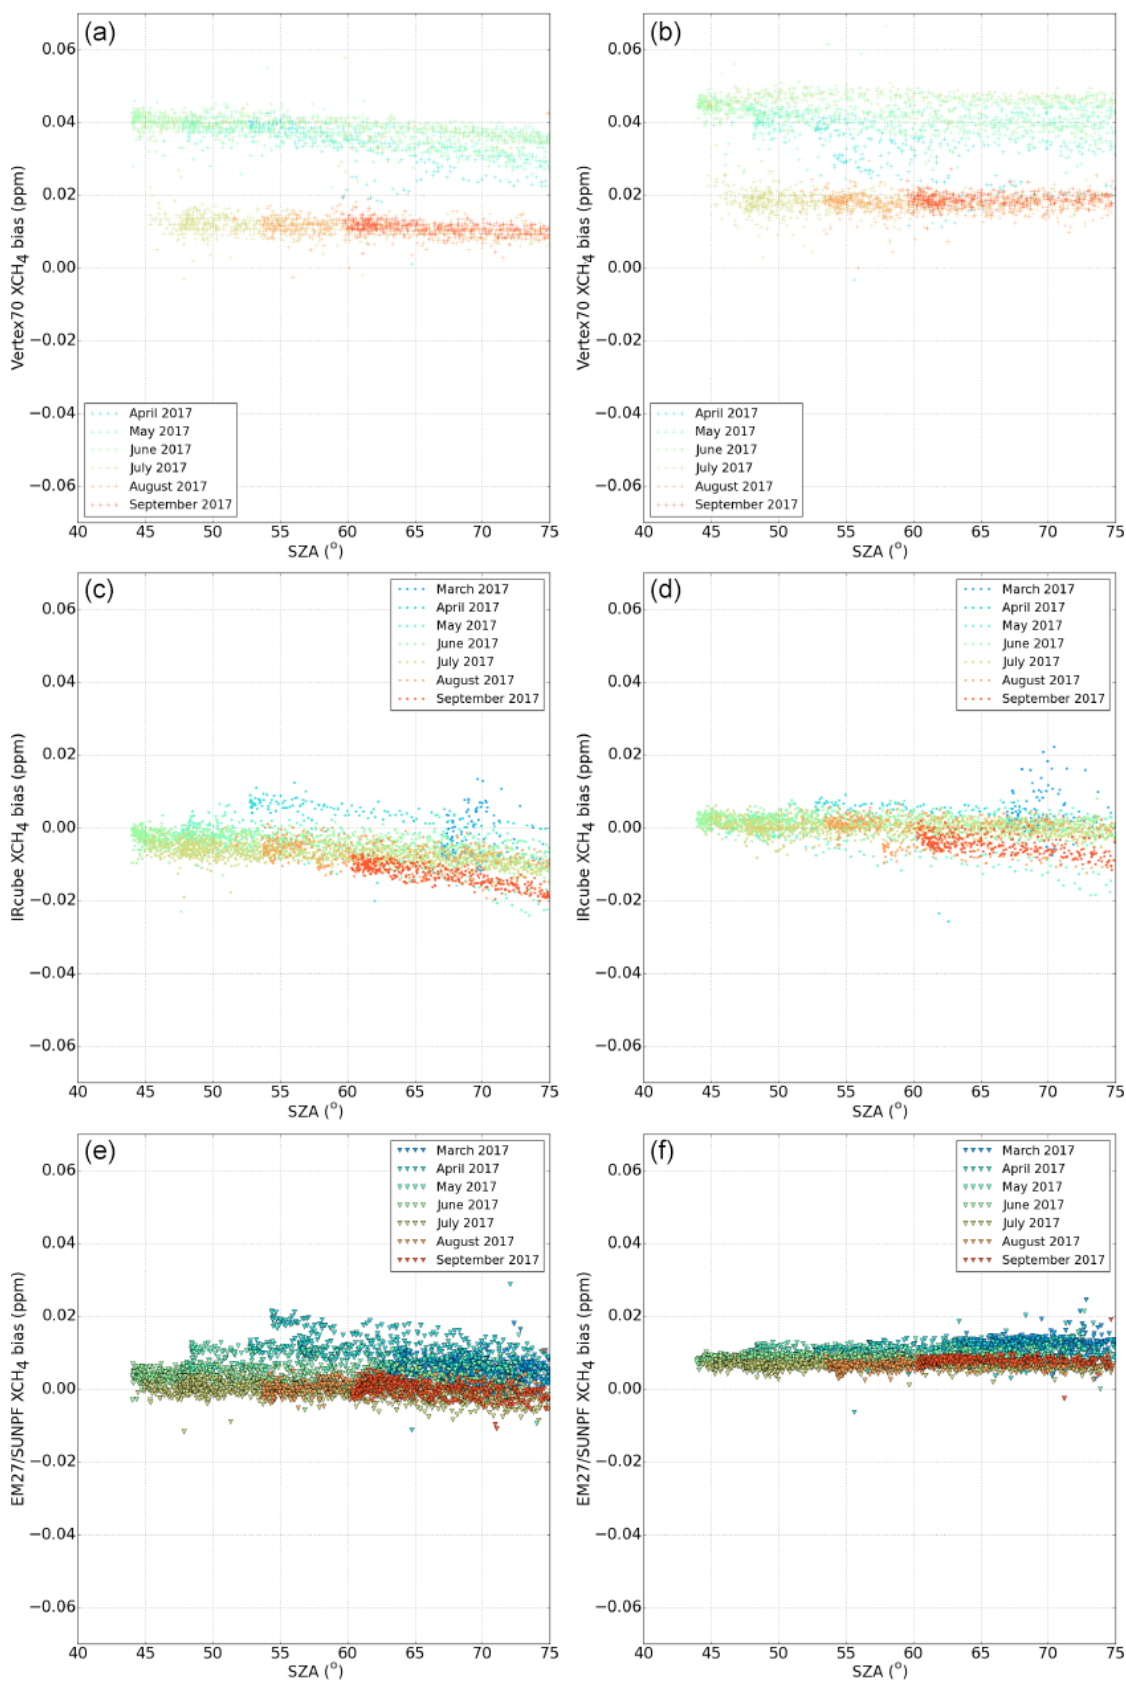 (a)
0.06
0.04
0.02
0.00
−0.02
−0.04
−0.06
Vertex70 XCH4 bias (ppm)
April 2017
May 2017
June 2017
July 2017
August 2017
September 2017
40 45 50 55 60 65 70 75
SZA (o)
(b)
0.06
0.04
0.02
0.00
−0.02
−0.04
−0.06
Vertex70 XCH4 bias (ppm)
April 2017
May 2017
June 2017
July 2017
August 2017
September 2017
40 45 50 55 60 65 70 75
SZA (o)
(c)
0.06
0.04
0.02
0.00
−0.02
−0.04
−0.06
IRcube XCH4 bias (ppm)
March 2017
April 2017
May 2017
June 2017
July 2017
August 2017
September 2017
40 45 50 55 60 65 70 75
SZA (o)
(d)
0.06
0.04
0.02
0.00
−0.02
−0.04
−0.06
IRcube XCH4 bias (ppm)
March 2017
April 2017
May 2017
June 2017
July 2017
August 2017
September 2017
40 45 50 55 60 65 70 75
SZA (o)
(e)
0.06
0.04
0.02
0.00
−0.02
−0.04
−0.06
EM27/SUNPF XCH4 bias (ppm)
March 2017
April 2017
May 2017
June 2017
July 2017
August 2017
September 2017
40 45 50 55 60 65 70 75
SZA (o)
(f)
0.06
0.04
0.02
0.00
−0.02
−0.04
−0.06
EM27/SUNPF XCH4 bias (ppm)
March 2017
April 2017
May 2017
June 2017
July 2017
August 2017
September 2017
40 45 50 55 60 65 70 75
SZA (o)